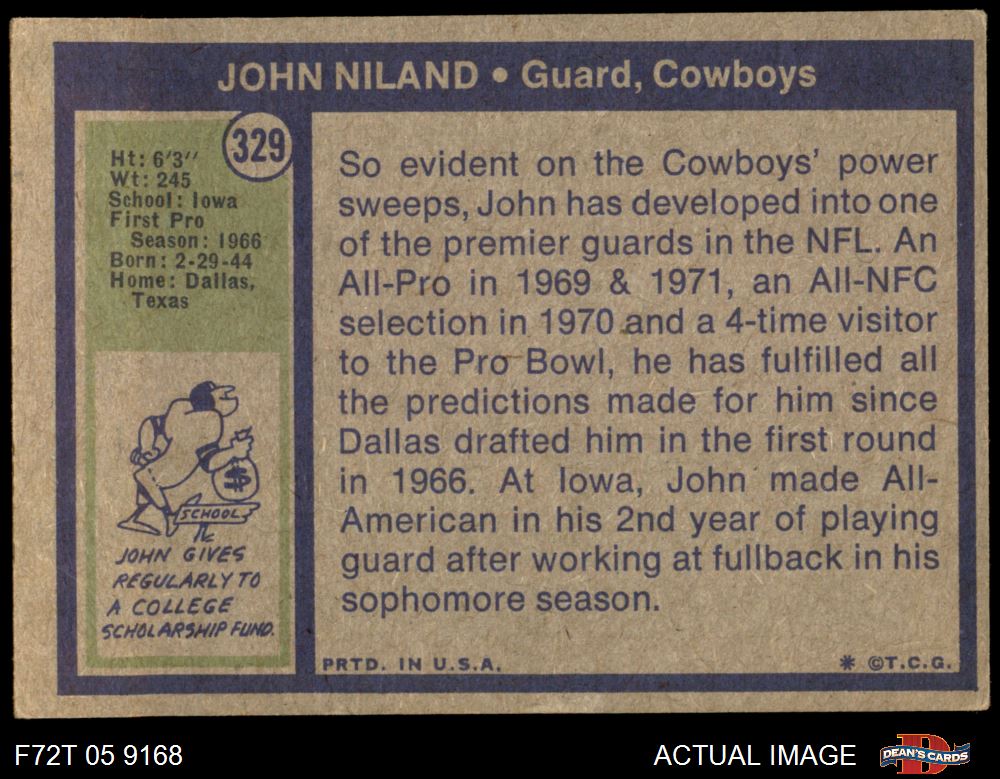 JOHN NILAND • Guard, Cowboys
329
Ht: 6'3''
Wt: 245
School: Iowa
First Pro
Season: 1966
Born: 2-29-44
Home: Dallas,
Texas
SCHOOL
JOHN GIVES
REGULARLY TO
A COLLEGE
SCHOLARSHIP FUND.
So evident on the Cowboys' power
sweeps, John has developed into one
of the premier guards in the NFL. An
All-Pro in 1969 & 1971, an All-NFC
selection in 1970 and a 4-time visitor
to the Pro Bowl, he has fulfilled all
the predictions made for him since
Dallas drafted him in the first round
in 1966. At Iowa, John made All-
American in his 2nd year of playing
guard after working at fullback in his
sophomore season.
PRTD. IN U.S.A.
* ©T.C.G.
F72T 05 9168
ACTUAL IMAGE
DEAN'S CARDS